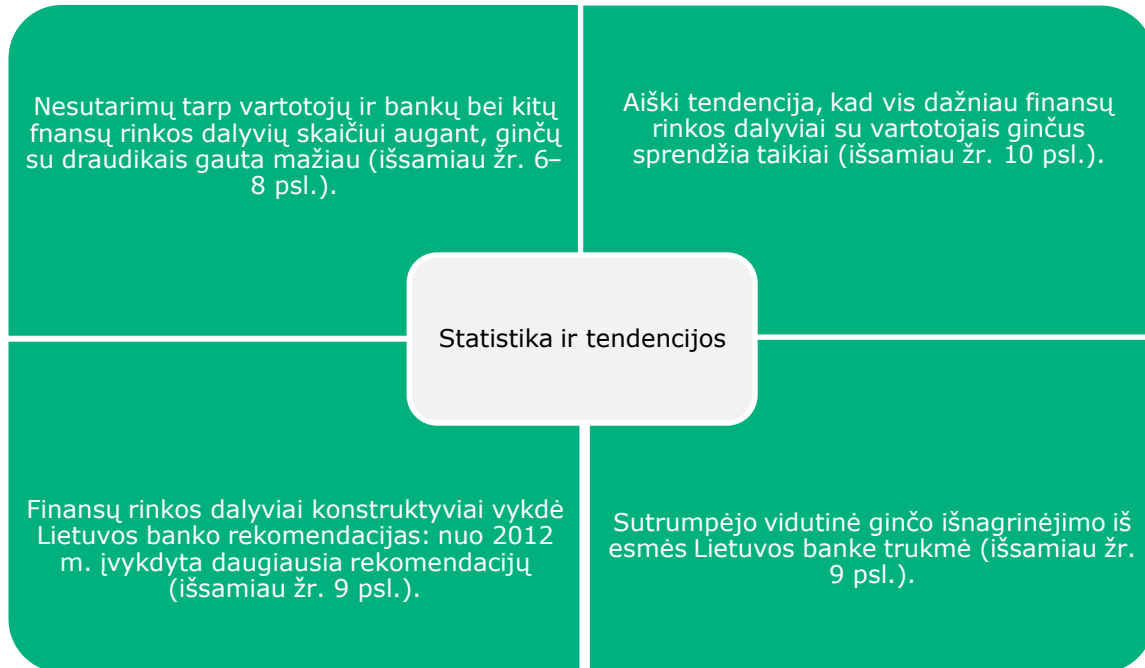 Nesutarimų tarp vartotojų ir bankų bei kitų
fnansų rinkos dalyvių skaičiui augant, ginčų
su draudikais gauta mažiau (išsamiau žr. 6–
8 psl.).
Aiški tendencija, kad vis dažniau finansų
rinkos dalyviai su vartotojais ginčus
sprendžia taikiai (išsamiau žr. 10 psl.).
Statistika ir tendencijos
Finansų rinkos dalyviai konstruktyviai vykdė
Lietuvos banko rekomendacijas: nuo 2012
m. įvykdyta daugiausia rekomendacijų
(išsamiau žr. 9 psl.).
Sutrumpėjo vidutinė ginčo išnagrinėjimo iš
esmės Lietuvos banke trukmė (išsamiau žr.
9 psl.).